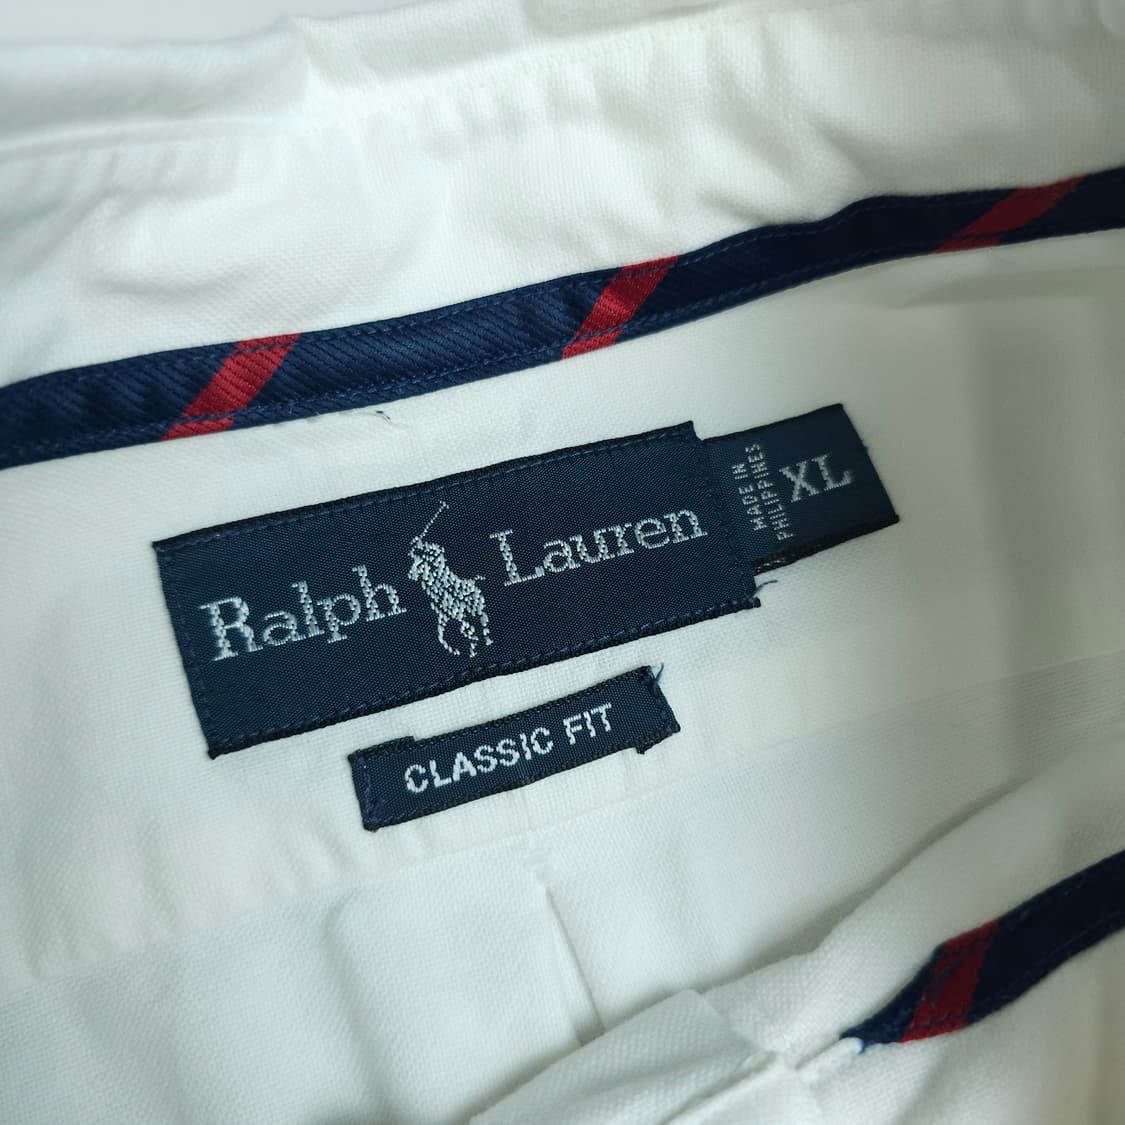 Ralph Lauren
MADE IN
PHILIPPINES
XL
CLASSIC FIT